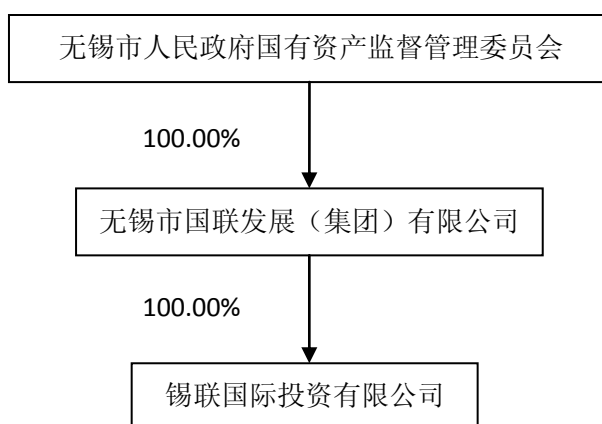 无锡市人民政府国有资产监督管理委员会
100.00%
无锡市国联发展（集团）有限公司
100.00%
锡联国际投资有限公司